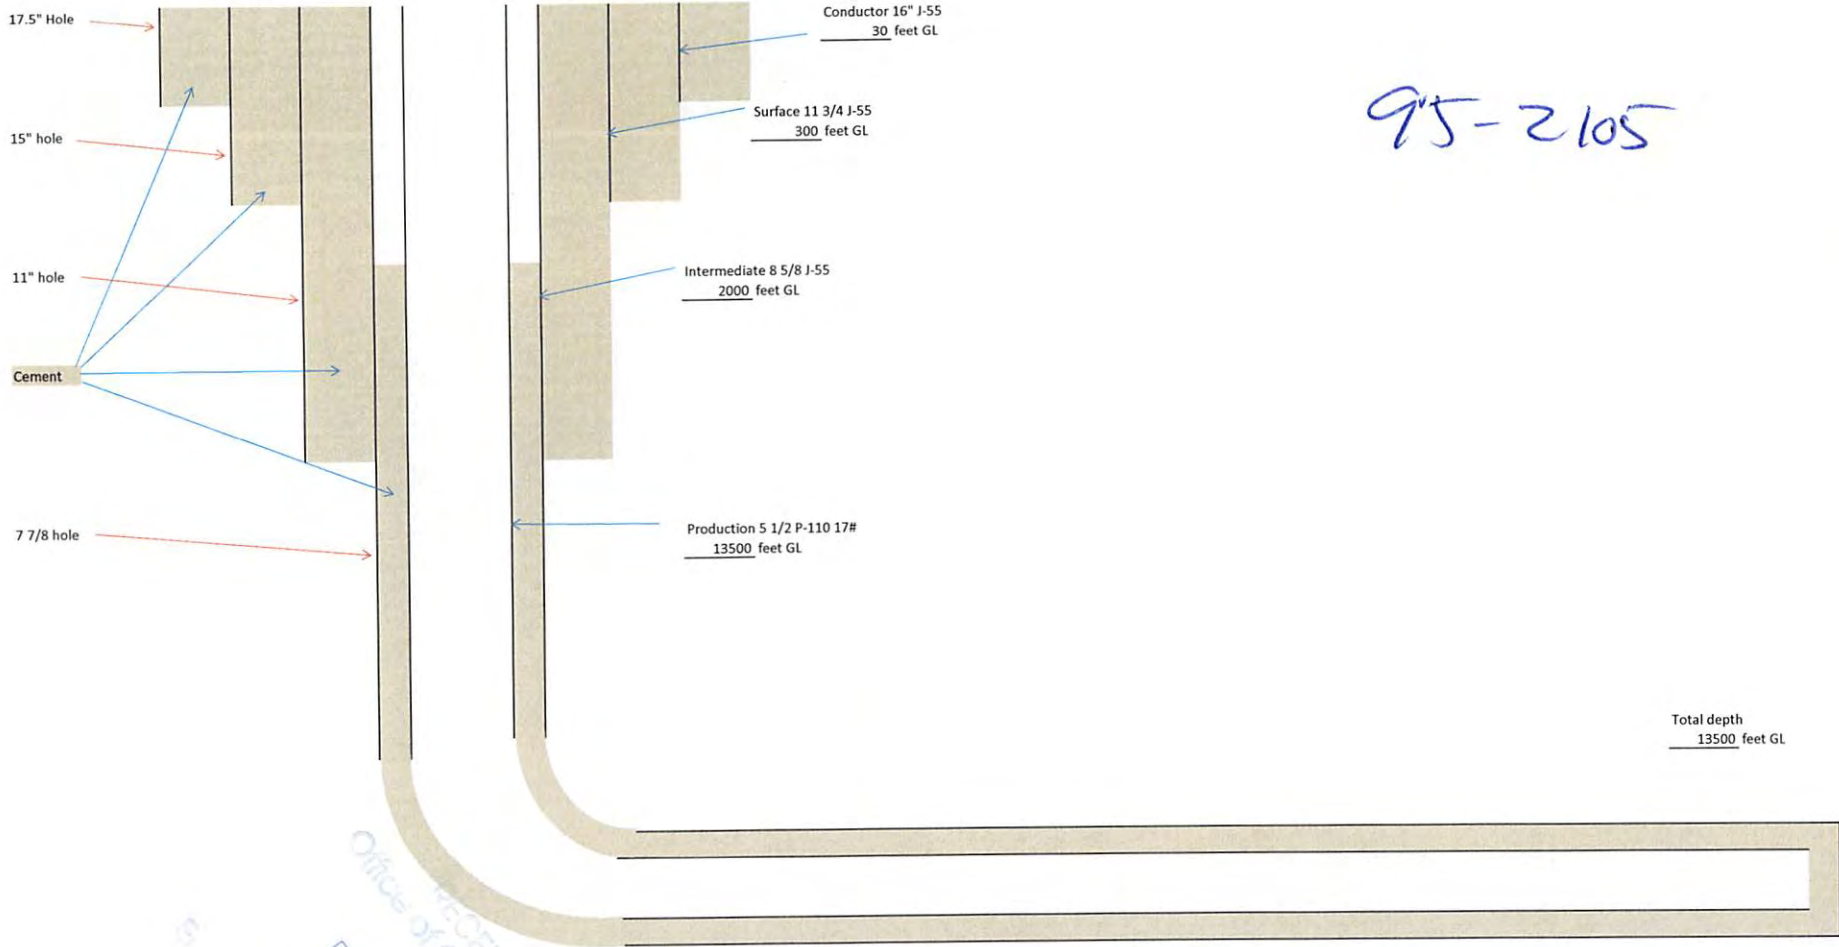 17.5" Hole
Conductor 16" J-55
30 feet GL
95-2105
Surface 11 3/4 J-55
300 feet GL
15" hole
Intermediate 8 5/8 J-55
2000 feet GL
11" hole
Cement
Production 5 1/2 P-110 17#
13500 feet GL
7 7/8 hole
Total depth
13500 feet GL
Office of